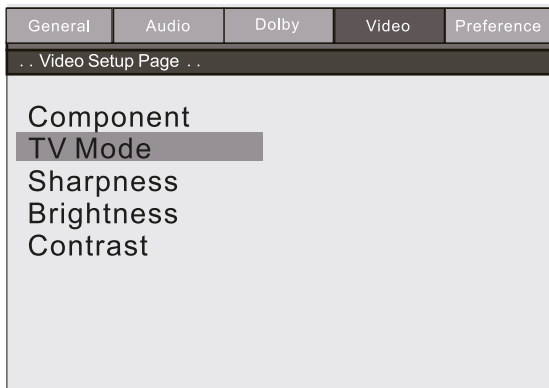 General Audio Dolby Video Preference
. . Video Setup Page . .
Component
TV Mode
Sharpness
Brightness
Contrast